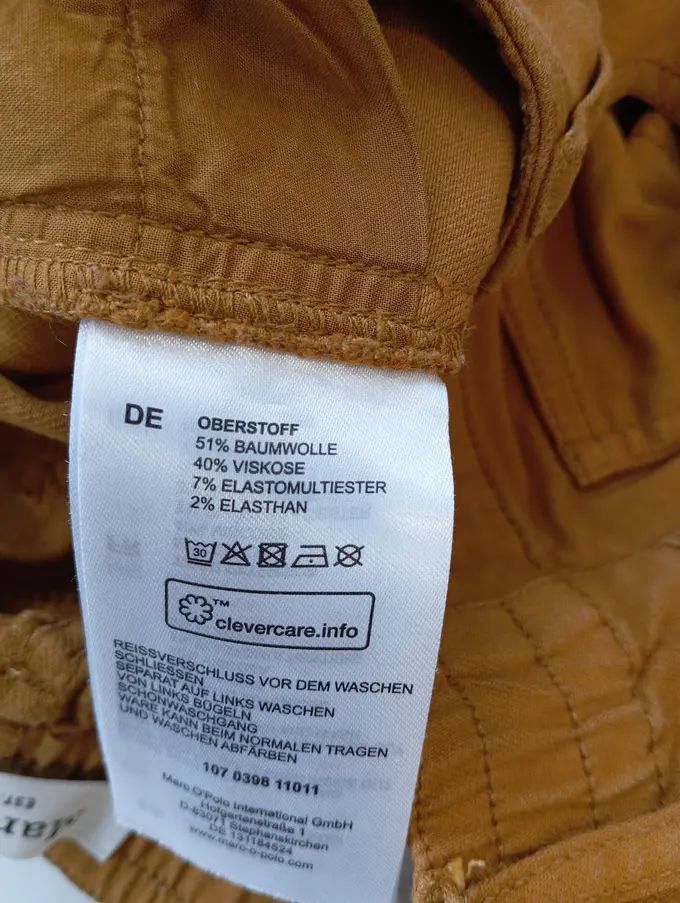 DE
OBERSTOFF
51% BAUMWOLLE
40% VISKOSE
7% ELASTOMULTIESTER
2% ELASTHAN
30
TM
clevercare.info
REISSVERSCHLUSS VOR DEM WASCHEN
SCHLIESSEN
SEPARAT AUF LINKS WASCHEN
VON LINKS BÜGELN
SCHONWASCHGANG
WARE KANN BEIM NORMALEN TRAGEN
UND WASCHEN ABFÄRBEN
107 0398 11011
Marc O'Polo International GmbH
Hofgartenstraße 1
D-83071 Stephanskirchen
DE 131184524
www.marc-o-polo.com